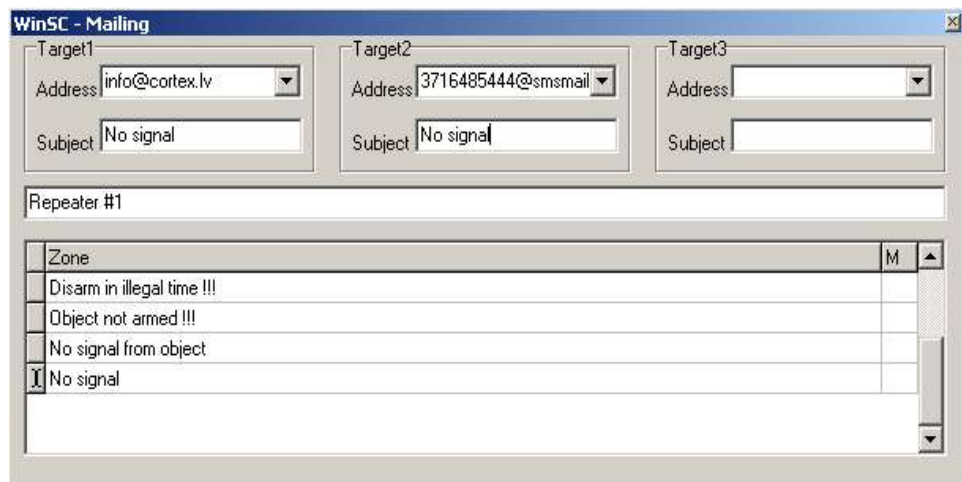 WinSC - Mailing
Target1 Target2 Target3
Address info@cortex.lv Address 3716485444@smsmail Address
Subject No signal Subject No signal Subject
Repeater #1
Zone M
Disarm in illegal time !!!
Object not armed !!!
No signal from object
No signal